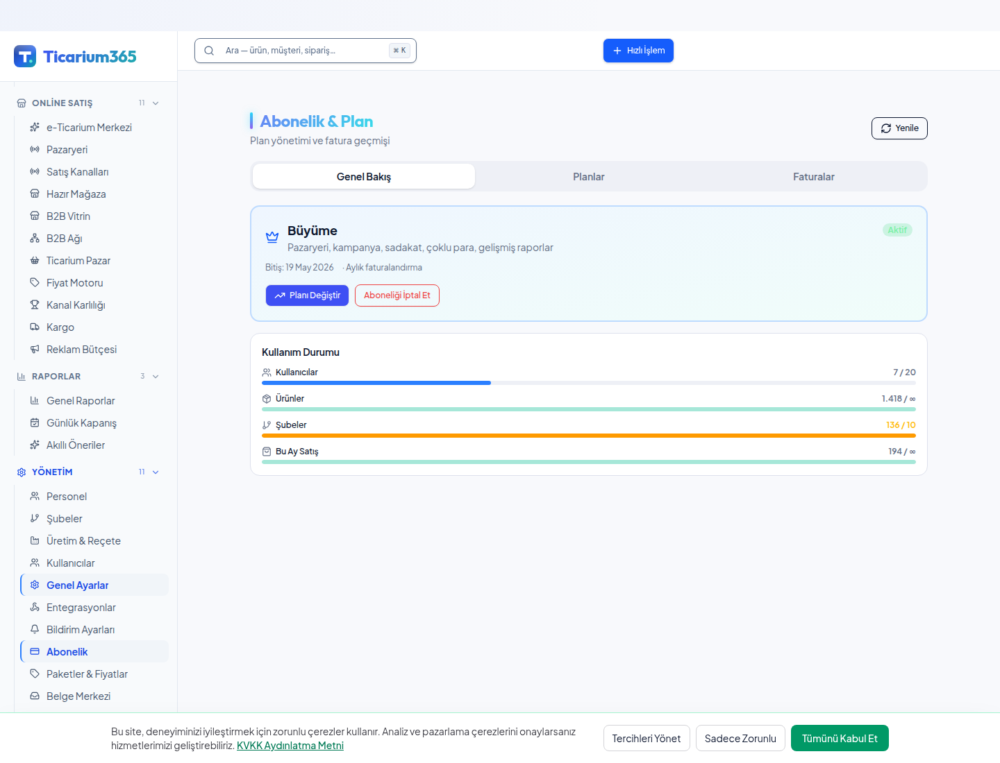 Ticarium365
Ara — ürün, müşteri, sipariş...
⌘ K
Hızlı İşlem
ONLİNE SATIŞ 11
e-Ticarium Merkezi
Pazaryeri
Satış Kanalları
Hazır Mağaza
B2B Vitrin
B2B Ağı
Ticarium Pazar
Fiyat Motoru
Kanal Karlılığı
Kargo
Reklam Bütçesi
RAPORLAR 3
Genel Raporlar
Günlük Kapanış
Akıllı Öneriler
YÖNETİM 11
Personel
Şubeler
Üretim & Reçete
Kullanıcılar
Genel Ayarlar
Entegrasyonlar
Bildirim Ayarları
Abonelik
Paketler & Fiyatlar
Belge Merkezi
Abonelik & Plan
Plan yönetimi ve fatura geçmişi
Yenile
Genel Bakış
Planlar
Faturalar
Büyüme
Aktif
Pazaryeri, kampanya, sadakat, çoklu para, gelişmiş raporlar
Bitiş: 19 May 2026 · Aylık faturalandırma
Planı Değiştir
Aboneliği İptal Et
Kullanım Durumu
Kullanıcılar 7 / 20
Ürünler 1.418 / ∞
Şubeler 136 / 10
Bu Ay Satış 194 / ∞
Bu site, deneyiminizi iyileştirmek için zorunlu çerezler kullanır. Analiz ve pazarlama çerezlerini onaylarsanız
hizmetlerimizi geliştirebiliriz. KVKK Aydınlatma Metni
Tercihleri Yönet
Sadece Zorunlu
Tümünü Kabul Et